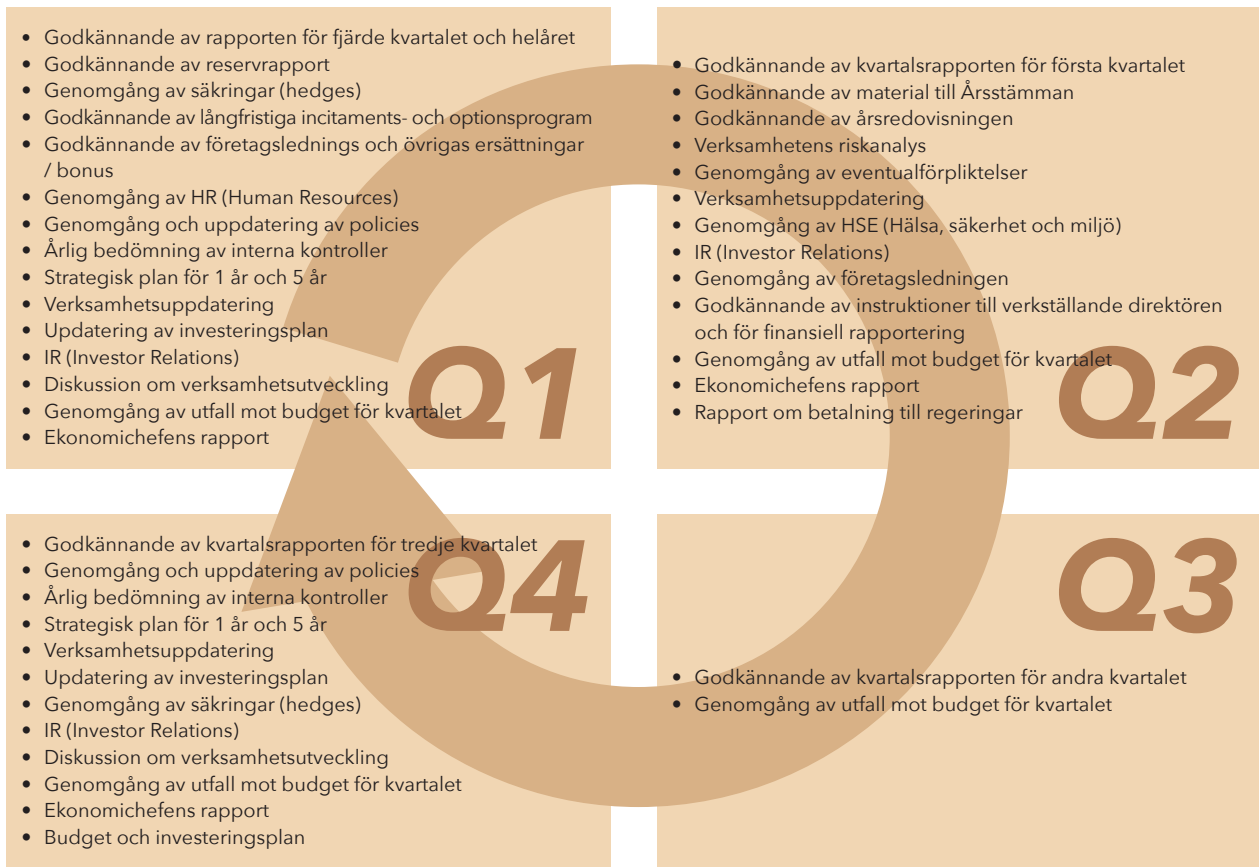 • Godkännande av rapporten för fjärde kvartalet och helåret
• Godkännande av reservrapport
• Genomgång av säkringar (hedges)
• Godkännande av långfristiga incitaments- och optionsprogram
• Godkännande av företagslednings och övrigas ersättningar
/ bonus
• Genomgång av HR (Human Resources)
• Genomgång och uppdatering av policies
• Årlig bedömning av interna kontroller
• Strategisk plan för 1 år och 5 år
• Verksamhetsuppdatering
• Updatering av investeringsplan
• IR (Investor Relations)
• Diskussion om verksamhetsutveckling
• Genomgång av utfall mot budget för kvartalet
• Ekonomichefens rapport
Q1
• Godkännande av kvartalsrapporten för första kvartalet
• Godkännande av material till Årsstämman
• Godkännande av årsredovisningen
• Verksamhetens riskanalys
• Genomgång av eventualförpliktelser
• Verksamhetsuppdatering
• Genomgång av HSE (Hälsa, säkerhet och miljö)
• IR (Investor Relations)
• Genomgång av företagsledningen
• Godkännande av instruktioner till verkställande direktören
och för finansiell rapportering
• Genomgång av utfall mot budget för kvartalet
• Ekonomichefens rapport
• Rapport om betalning till regeringar
Q2
• Godkännande av kvartalsrapporten för tredje kvartalet
• Genomgång och uppdatering av policies
• Årlig bedömning av interna kontroller
• Strategisk plan för 1 år och 5 år
• Verksamhetsuppdatering
• Updatering av investeringsplan
• Genomgång av säkringar (hedges)
• IR (Investor Relations)
• Diskussion om verksamhetsutveckling
• Genomgång av utfall mot budget för kvartalet
• Ekonomichefens rapport
• Budget och investeringsplan
Q4
Q3
• Godkännande av kvartalsrapporten för andra kvartalet
• Genomgång av utfall mot budget för kvartalet